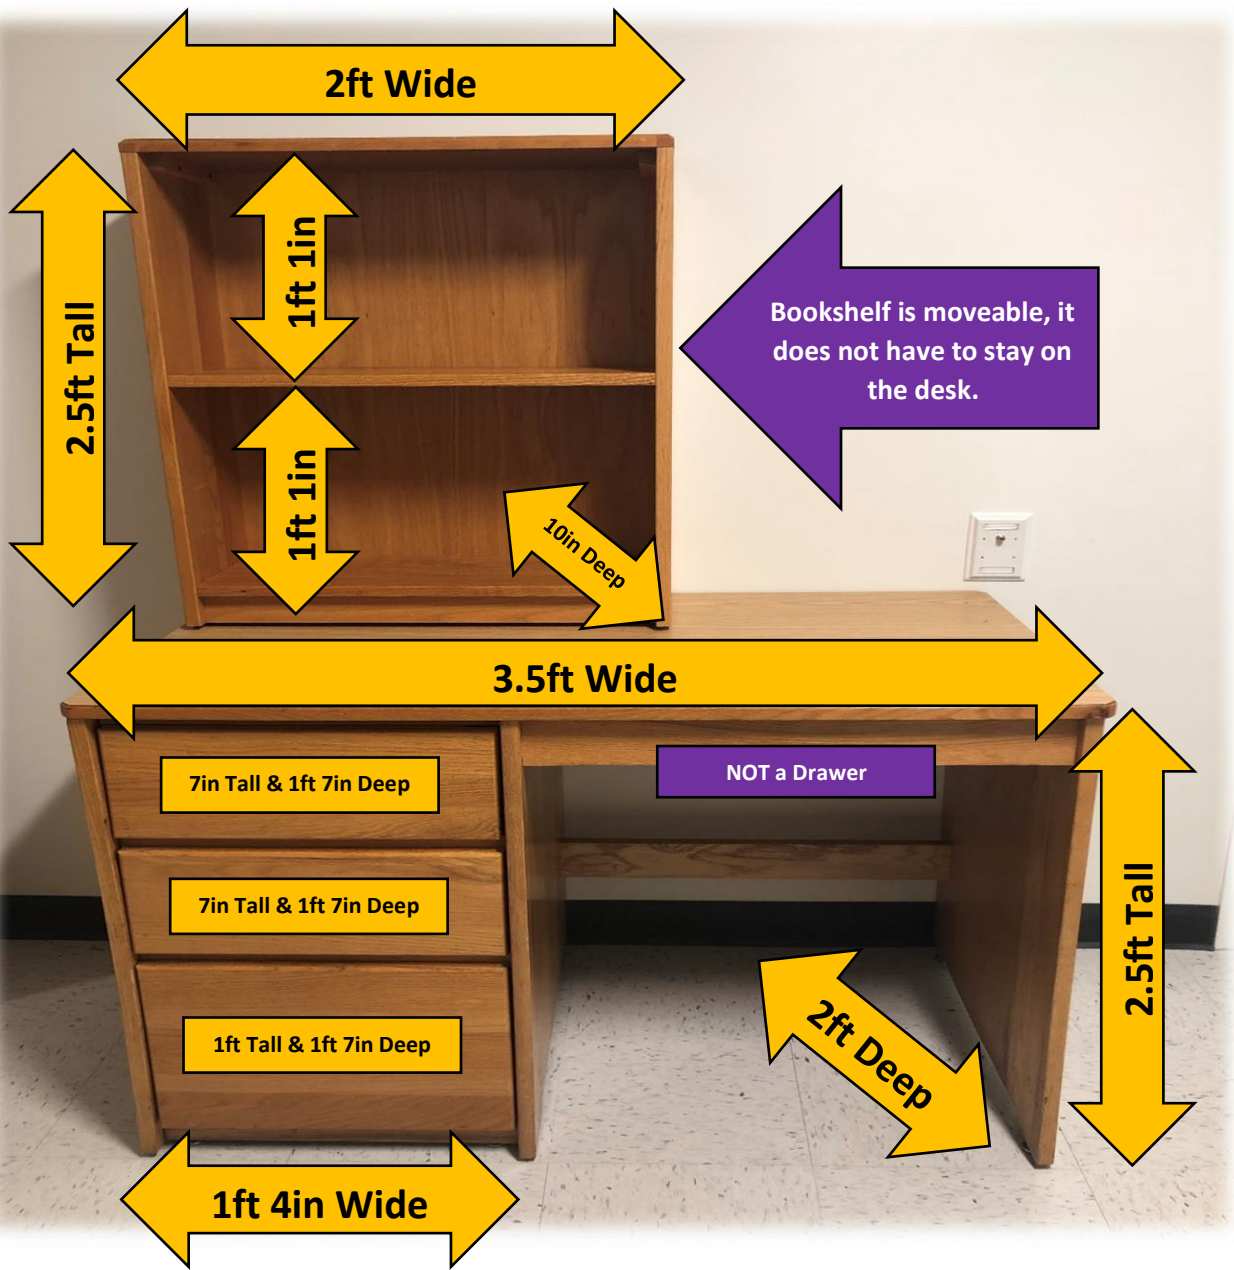 2ft Wide
2.5ft Tall
1ft 1in
Bookshelf is moveable, it
does not have to stay on
the desk.
1ft 1in
10in Deep
3.5ft Wide
7in Tall & 1ft 7in Deep
NOT a Drawer
7in Tall & 1ft 7in Deep
2.5ft Tall
1ft Tall & 1ft 7in Deep
2ft Deep
1ft 4in Wide